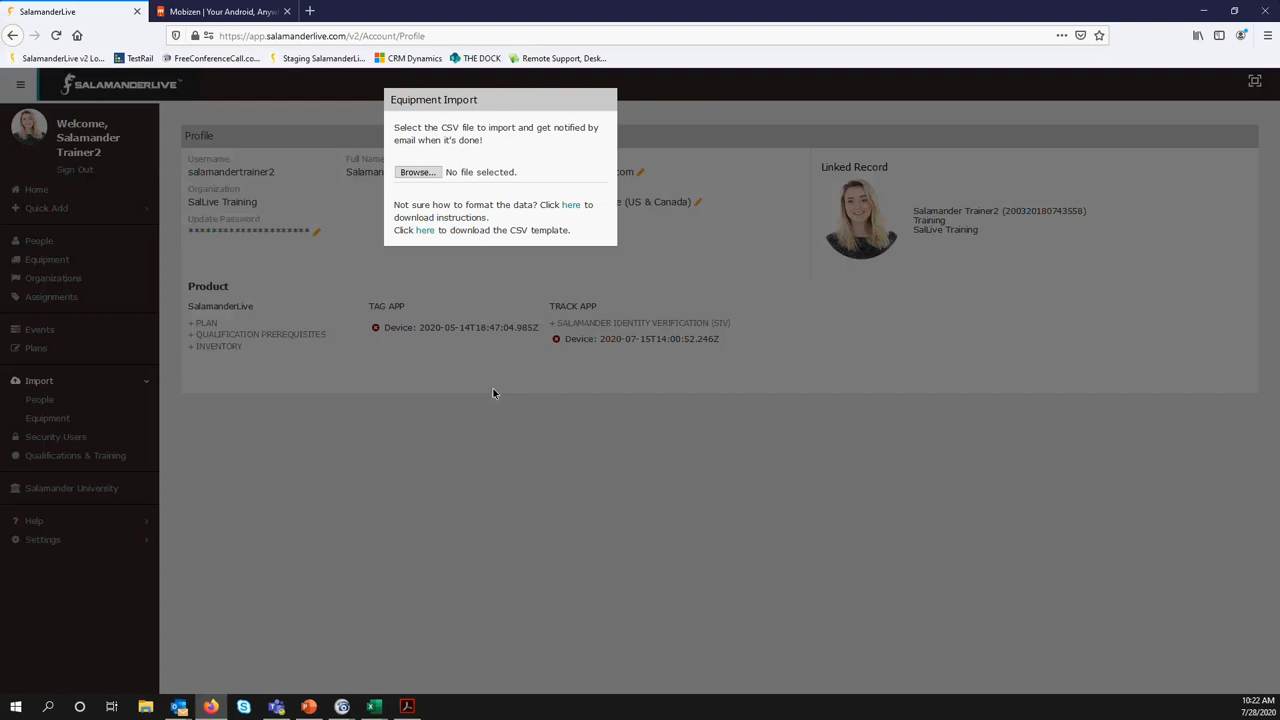 SalamanderLive
Mobizen | Your Android, Anyw
https://app.salamanderlive.com/v2/Account/Profile
SalamanderLive v2 Lo... TestRail FreeConferenceCall.co... Staging SalamanderLi... CRM Dynamics THE DOCK Remote Support, Desk...
SALAMANDERLIVE™
Welcome,
Salamander
Trainer2
Sign Out
Home
Quick Add
People
Equipment
Organizations
Assignments
Events
Plans
Import
People
Equipment
Security Users
Qualifications & Training
Salamander University
Help
Settings
Equipment Import
Select the CSV file to import and get notified by
email when it's done!
Browse... No file selected.
Not sure how to format the data? Click here to
download instructions.
Click here to download the CSV template.
Profile
Username
salamandertrainer2
Full Name
Salaman
com
Organization
SalLive Training
e (US & Canada)
Update Password
********************
Linked Record
Salamander Trainer2 (200320180743558)
Training
SalLive Training
Product
SalamanderLive
+ PLAN
+ QUALIFICATION PREREQUISITES
+ INVENTORY
TAG APP
Device: 2020-05-14T18:47:04.985Z
TRACK APP
+ SALAMANDER IDENTITY VERIFICATION (SIV)
Device: 2020-07-15T14:00:52.246Z
10:22 AM
7/28/2020